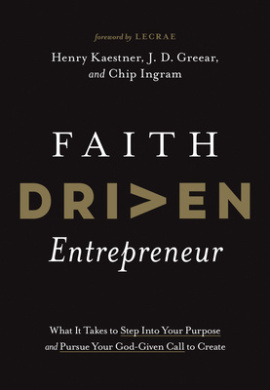 foreword by LECRAE
Henry Kaestner, J. D. Greear,
and Chip Ingram
FAITH
DRIVEN
Entrepreneur
What It Takes to Step Into Your Purpose
and Pursue Your God-Given Call to Create